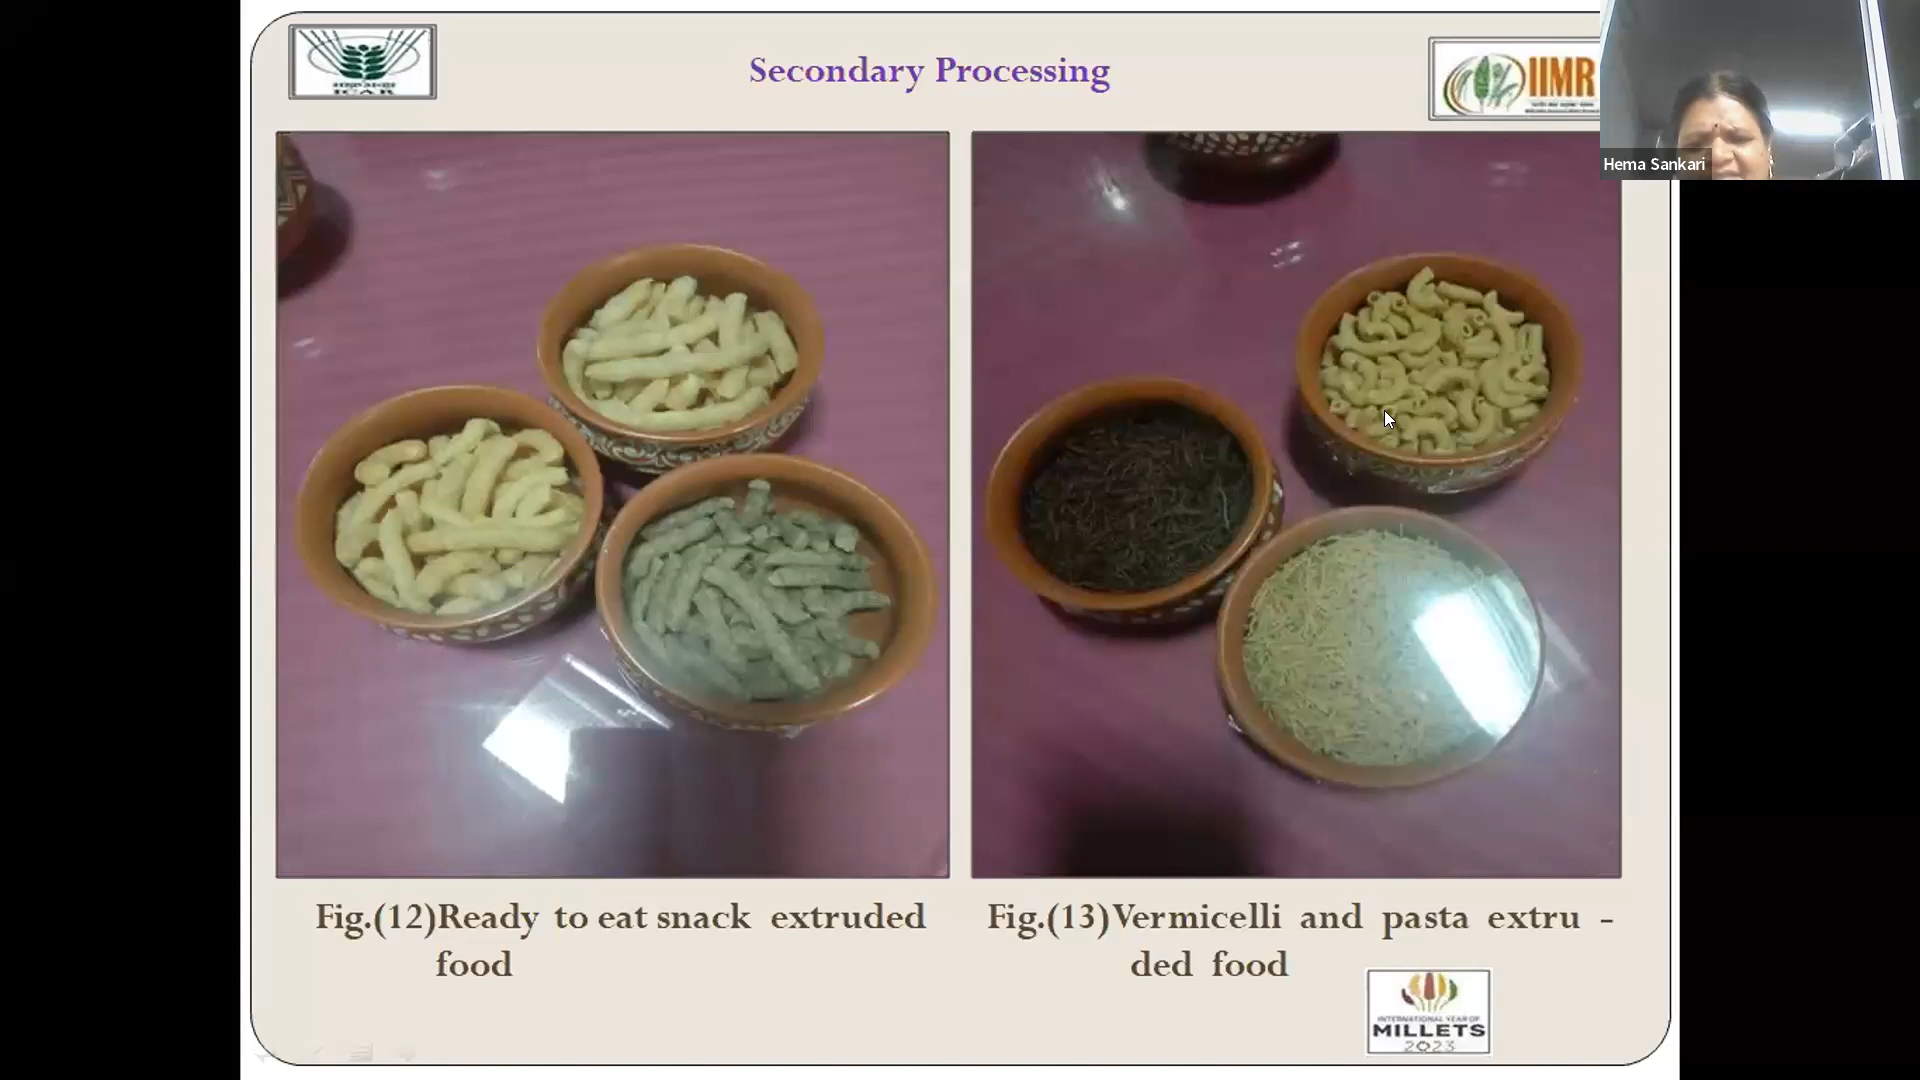 ICAR
Secondary Processing
IIMR
Hema Sankari
Fig.(12)Ready to eat snack extruded
food
Fig.(13)Vermicelli and pasta extru -
ded food
INTERNATIONAL YEAR OF
MILLETS
2023